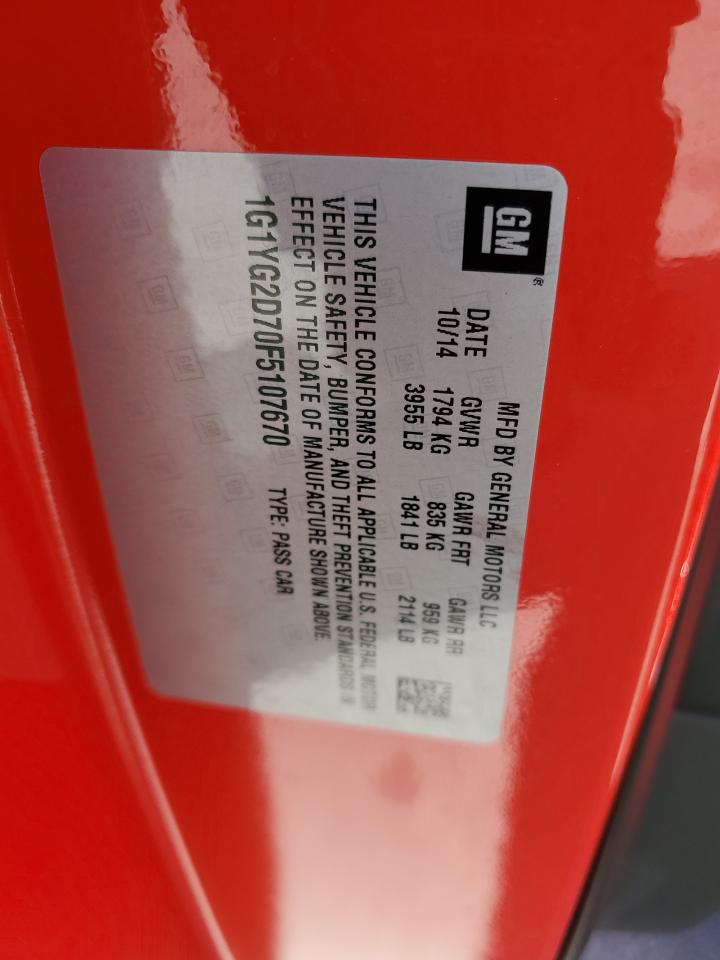 GM ®
MFD BY GENERAL MOTORS LLC
DATE GVWR GAWR FRT GAWR RR
10/14 1794 KG 835 KG 959 KG
3955 LB 1841 LB 2114 LB
THIS VEHICLE CONFORMS TO ALL APPLICABLE U.S. FEDERAL MOTOR
VEHICLE SAFETY, BUMPER, AND THEFT PREVENTION STANDARDS IN
EFFECT ON THE DATE OF MANUFACTURE SHOWN ABOVE.
1G1YG2D70F5107670 TYPE: PASS CAR